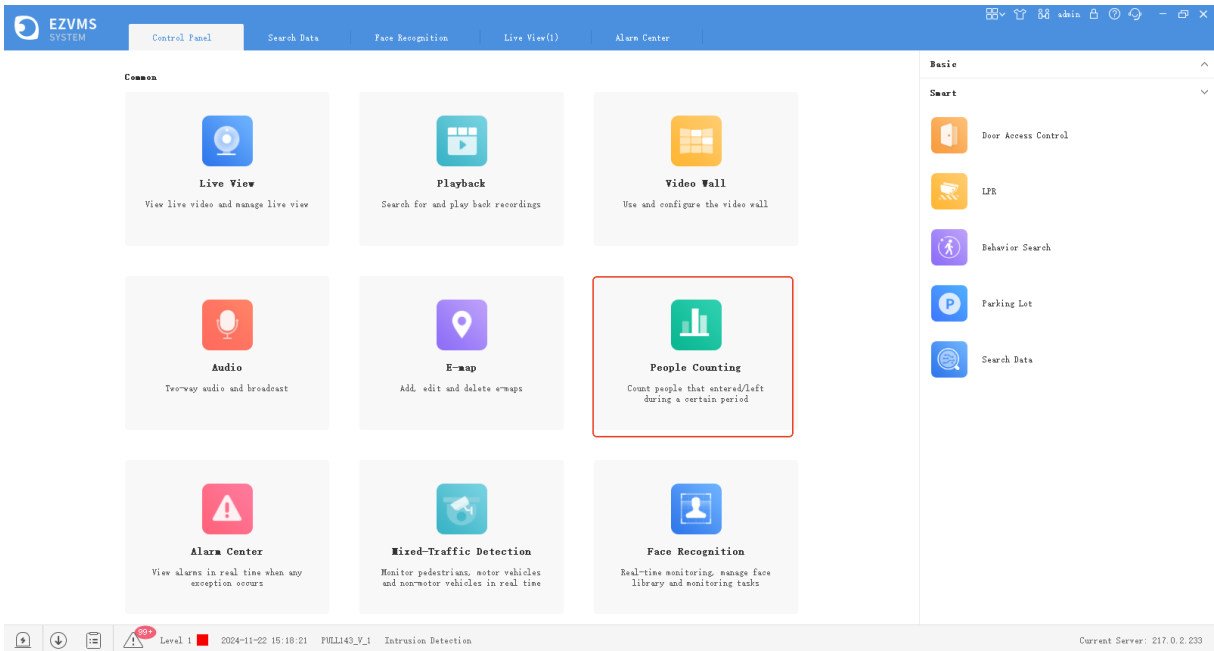 EZVMS
SYSTEM
Control Panel
Search Data
Face Recognition
Live View(1)
Alarm Center
admin
Common
Live View
View live video and manage live view
Playback
Search for and play back recordings
Video Wall
Use and configure the video wall
Audio
Two-way audio and broadcast
E-map
Add, edit and delete e-maps
People Counting
Count people that entered/left
during a certain period
Alarm Center
View alarms in real time when any
exception occurs
Mixed-Traffic Detection
Monitor pedestrians, motor vehicles
and non-motor vehicles in real time
Face Recognition
Real-time monitoring, manage face
library and monitoring tasks
Basic
Smart
Door Access Control
LPR
Behavior Search
P
Parking Lot
Search Data
99+
Level 1 2024-11-22 15:18:21 PULL143_V_1 Intrusion Detection
Current Server: 217.0.2.233